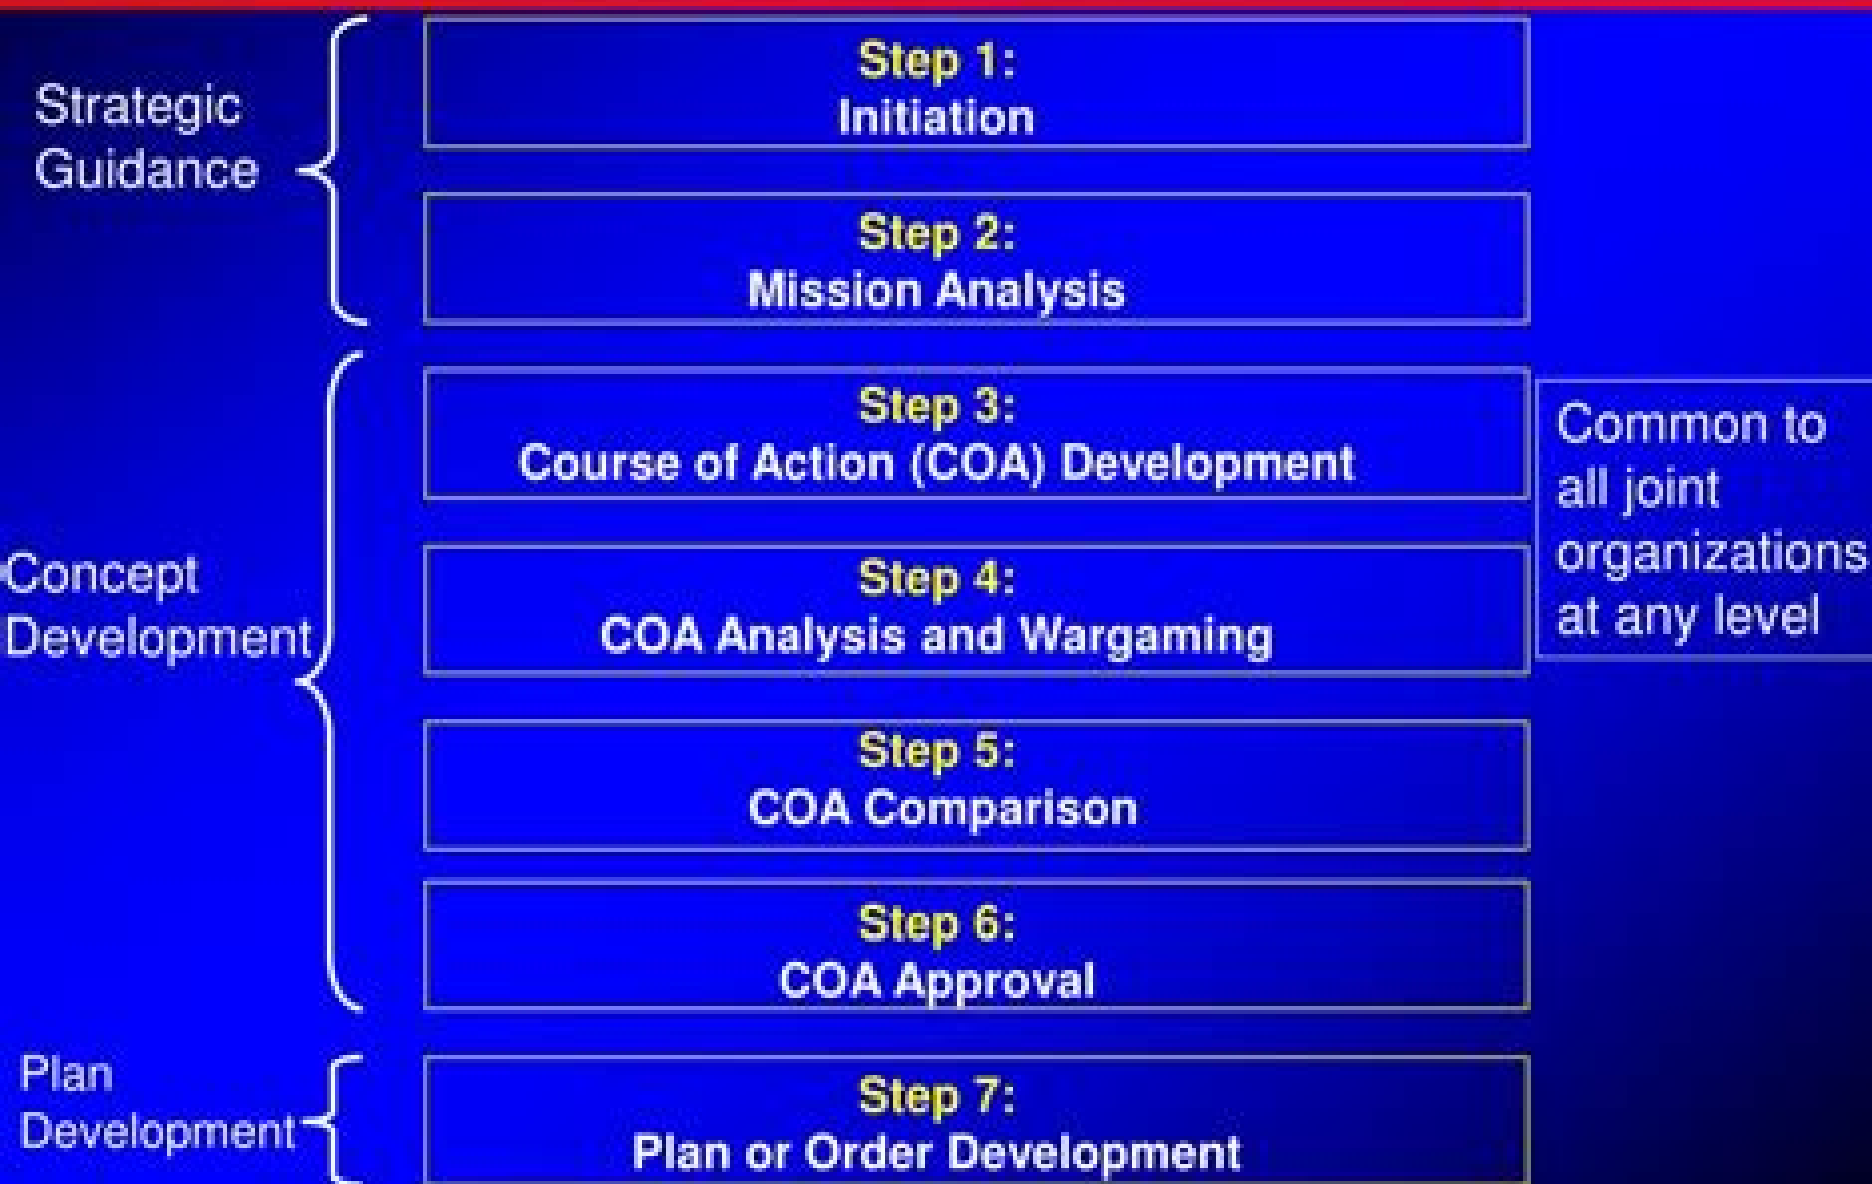 Strategic
Guidance
Step 1:
Initiation
Step 2:
Mission Analysis
Concept
Development
Step 3:
Course of Action (COA) Development
Step 4:
COA Analysis and Wargaming
Step 5:
COA Comparison
Step 6:
COA Approval
Common to
all joint
organizations
at any level
Plan
Development
Step 7:
Plan or Order Development